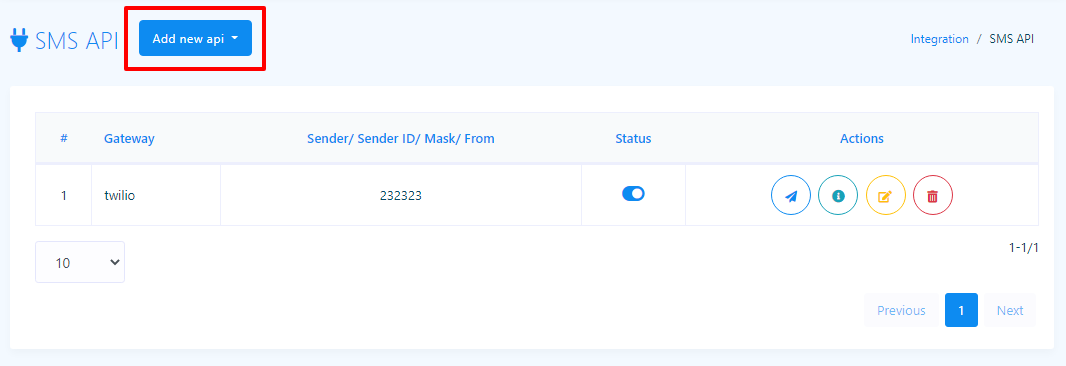 SMS API
Add new api
Integration / SMS API
# Gateway Sender/ Sender ID/ Mask/ From Status Actions
1 twilio 232323
10
1-1/1
Previous 1 Next